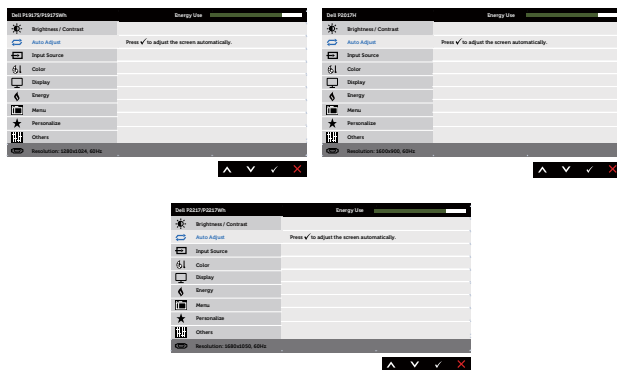 Dell P1917S/P1917SWh Energy Use
Brightness / Contrast
Auto Adjust Press ✓ to adjust the screen automatically.
Input Source
Color
Display
Energy
Menu
Personalize
Others
Resolution: 1280x1024, 60Hz
Dell P2017H Energy Use
Brightness / Contrast
Auto Adjust Press ✓ to adjust the screen automatically.
Input Source
Color
Display
Energy
Menu
Personalize
Others
Resolution: 1600x900, 60Hz
Dell P2217/P2217Wh Energy Use
Brightness / Contrast
Auto Adjust Press ✓ to adjust the screen automatically.
Input Source
Color
Display
Energy
Menu
Personalize
Others
Resolution: 1680x1050, 60Hz